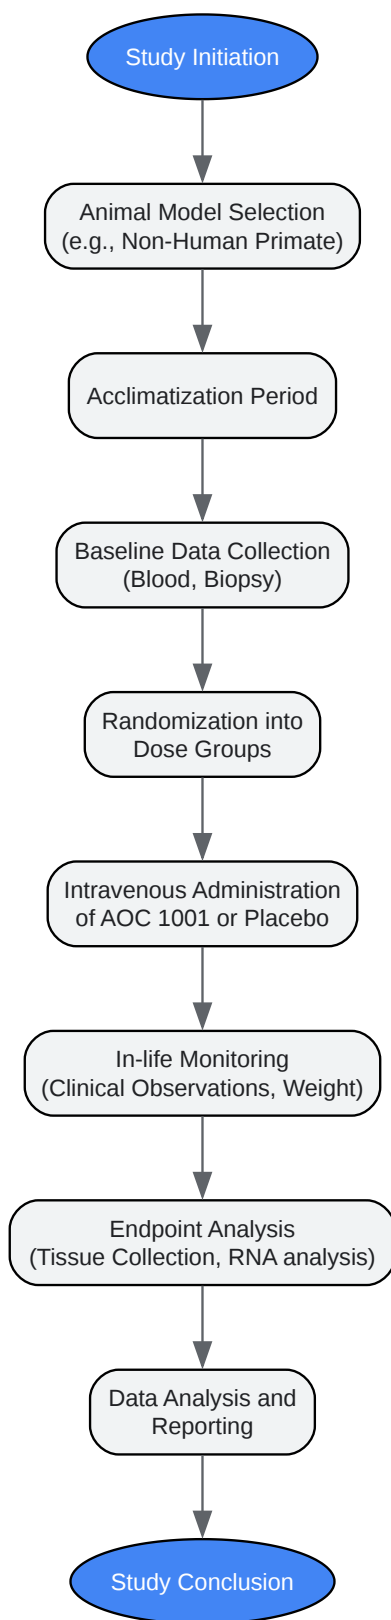 Study Initiation
Animal Model Selection
(e.g., Non-Human Primate)
Acclimatization Period
Baseline Data Collection
(Blood, Biopsy)
Randomization into
Dose Groups
Intravenous Administration
of AOC 1001 or Placebo
In-life Monitoring
(Clinical Observations, Weight)
Endpoint Analysis
(Tissue Collection, RNA analysis)
Data Analysis and
Reporting
Study Conclusion